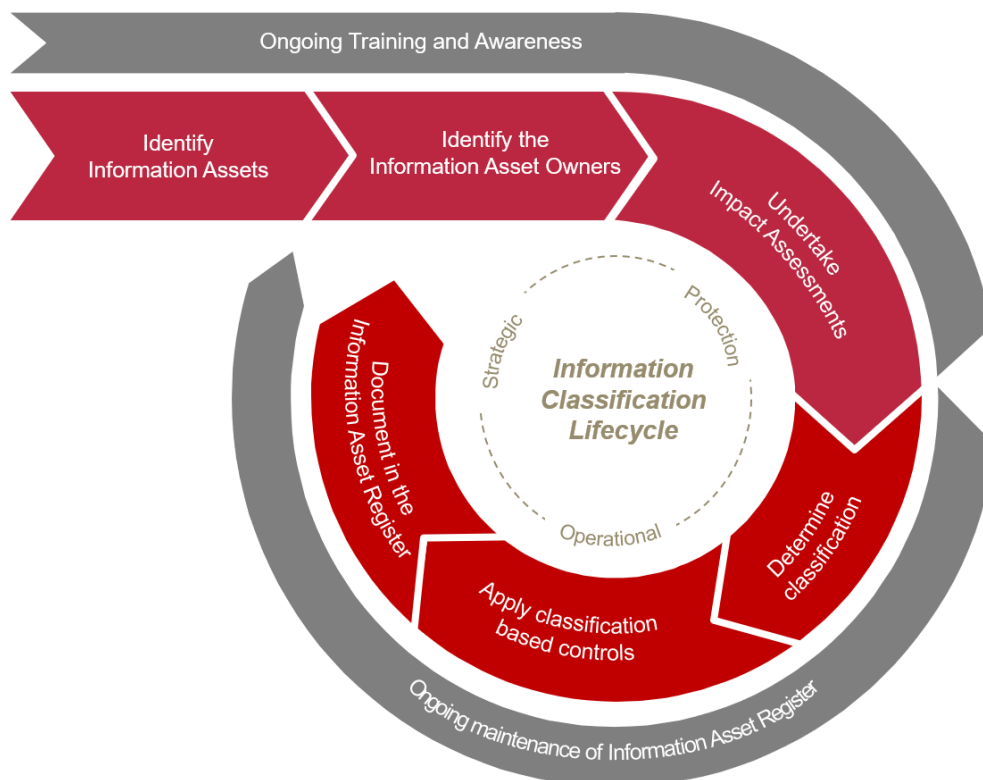 Ongoing Training and Awareness
Identify
Information Assets
Identify the
Information Asset Owners
Undertake
Impact Assessments
Determine
classification
Apply classification
based controls
Document in the
Information Asset Register
Ongoing maintenance of Information Asset Register
Strategic
Protection
Operational
Information
Classification
Lifecycle